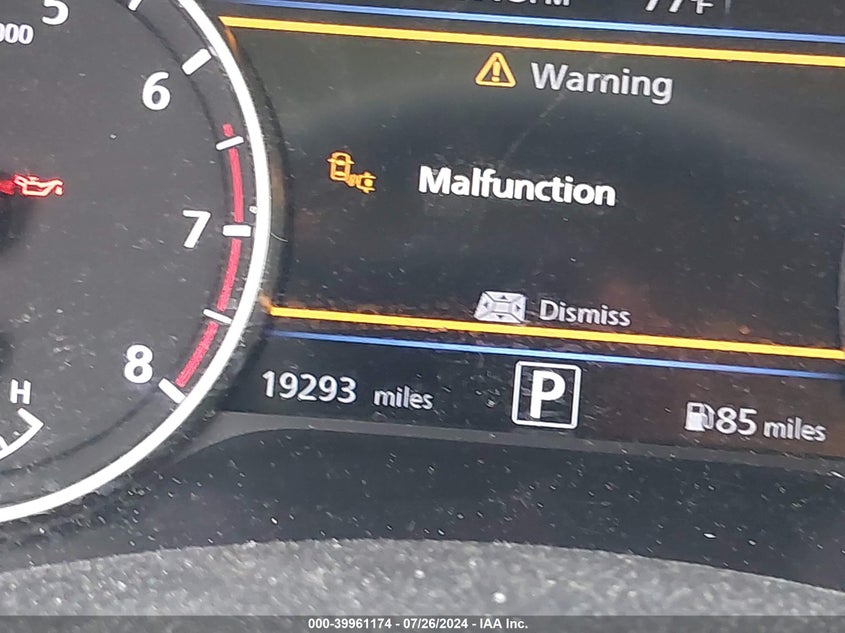 5
000
77°F
6
Warning
Malfunction
7
Dismiss
8
19293 miles
P
85 miles
H
000-39961174 - 07/26/2024 - IAA Inc.